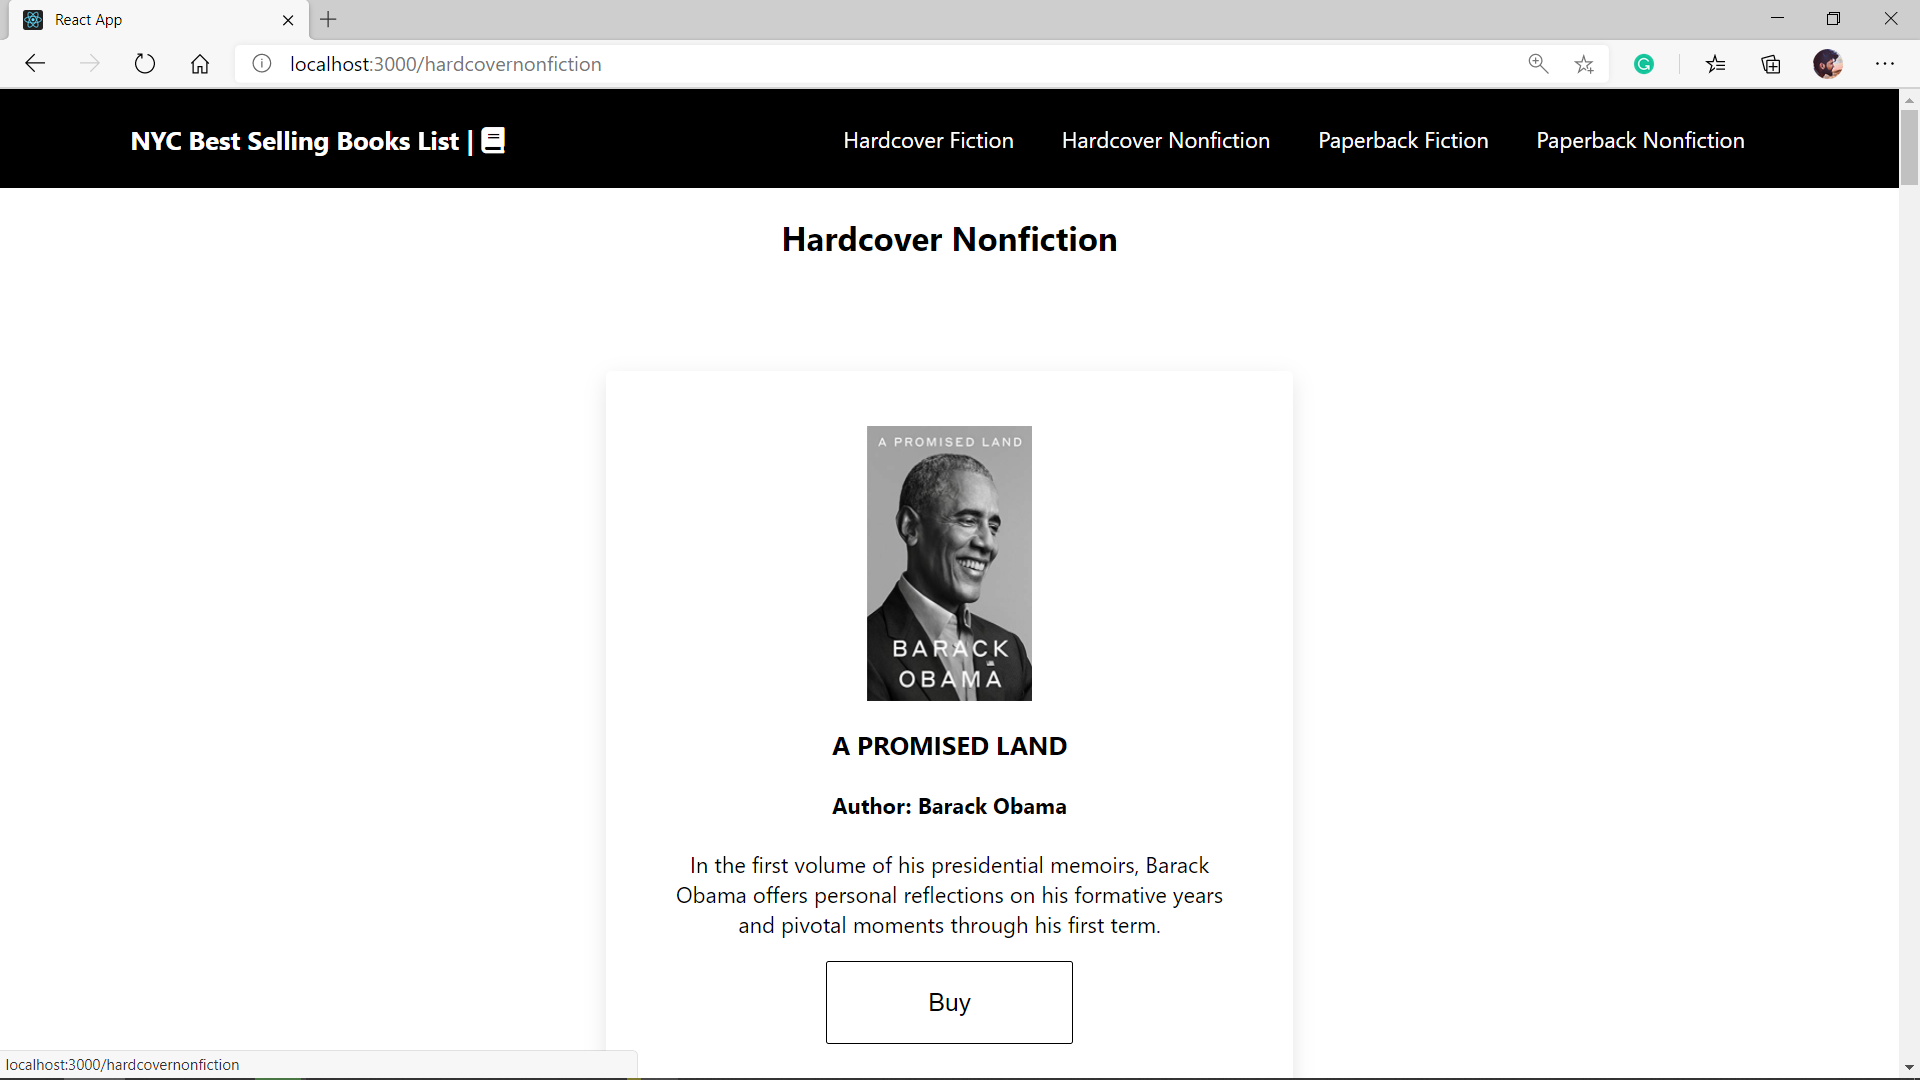 React App
localhost:3000/hardcovernonfiction
NYC Best Selling Books List |
Hardcover Fiction
Hardcover Nonfiction
Paperback Fiction
Paperback Nonfiction
Hardcover Nonfiction
A PROMISED LAND
BARACK
OBAMA
A PROMISED LAND
Author: Barack Obama
In the first volume of his presidential memoirs, Barack
Obama offers personal reflections on his formative years
and pivotal moments through his first term.
Buy
localhost:3000/hardcovernonfiction